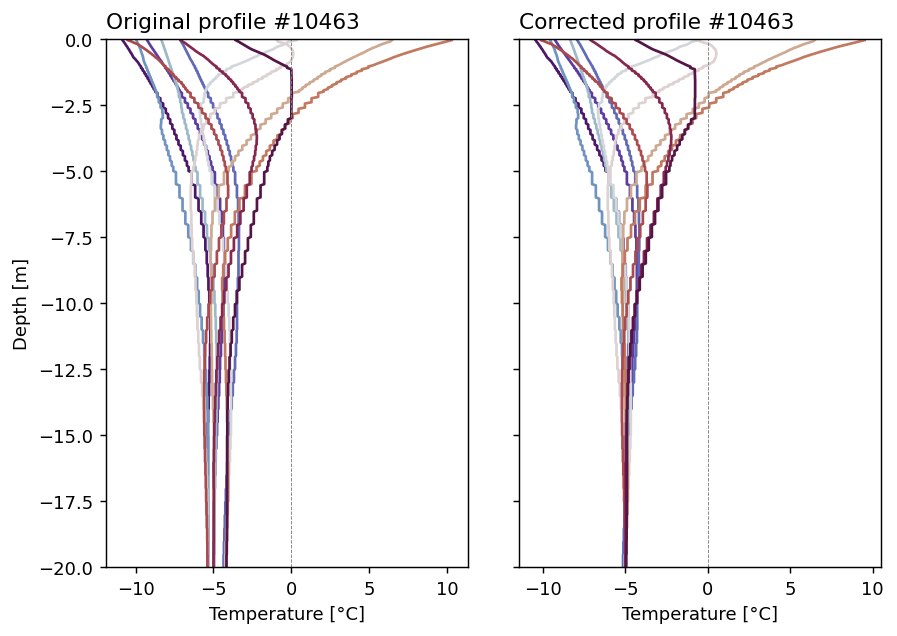 Original profile #10463
Corrected profile #10463
0.0
−2.5
−5.0
−7.5
−10.0
−12.5
−15.0
−17.5
−20.0
Depth [m]
−10 −5 0 5 10
−10 −5 0 5 10
Temperature [°C]
Temperature [°C]